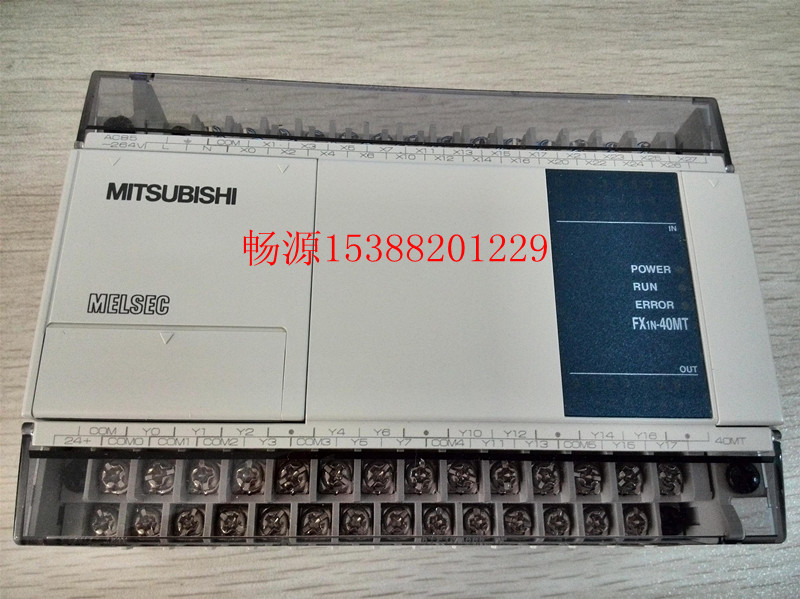 AC85
~264V
L
⏚
N
COM
X0
X1
X2
X3
X4
X5
X6
X7
X10
X11
X12
X13
X14
X15
X16
X17
X20
X21
X22
X23
X24
X25
X26
X27
MITSUBISHI
畅源15388201229
IN
POWER
RUN
ERROR
FX1N-40MT
MELSEC
OUT
COM Y0 Y1 Y2 • Y4 Y6 • Y10 Y12 • Y14 Y16 •
24+ COM0 COM1 COM2 Y3 COM3 Y5 Y7 COM4 Y11 Y13 COM5 Y15 Y17 40MT